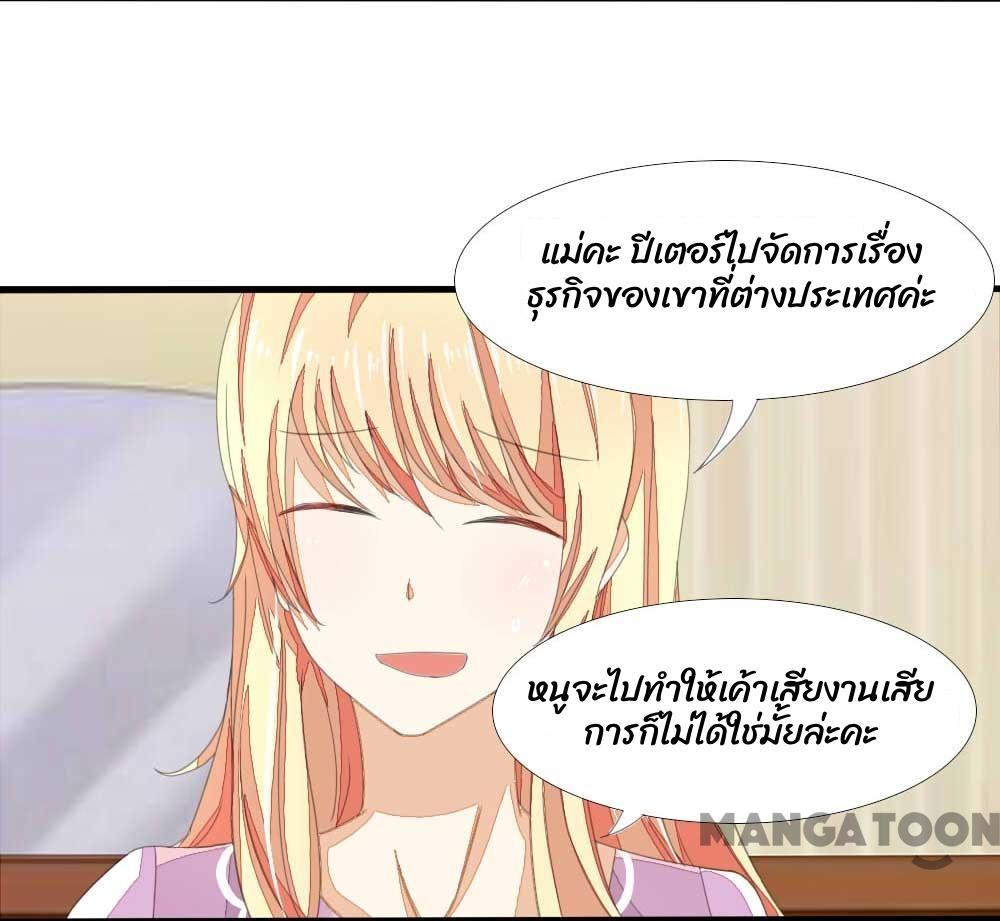 แม่คะ ปีเตอร์ไปจัดการเรื่อง
ธุรกิจของเขาที่ต่างประเทศค่ะ
หนูจะไปทำให้เค้าเสียงานเสีย
การก็ไม่ได้ใช่มั้ยล่ะคะ
MANGATOON